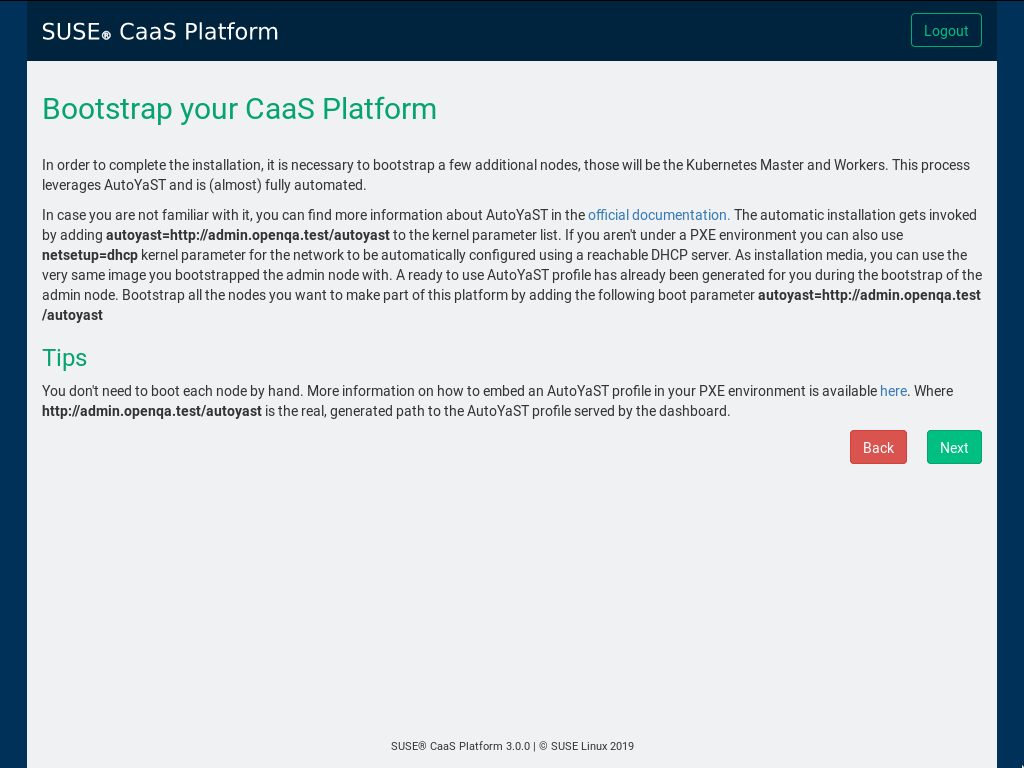 SUSE® CaaS Platform
Logout
Bootstrap your CaaS Platform
In order to complete the installation, it is necessary to bootstrap a few additional nodes, those will be the Kubernetes Master and Workers. This process
leverages AutoYaST and is (almost) fully automated.
In case you are not familiar with it, you can find more information about AutoYaST in the official documentation. The automatic installation gets invoked
by adding autoyast=http://admin.openqa.test/autoyast to the kernel parameter list. If you aren't under a PXE environment you can also use
netsetup=dhcp kernel parameter for the network to be automatically configured using a reachable DHCP server. As installation media, you can use the
very same image you bootstrapped the admin node with. A ready to use AutoYaST profile has already been generated for you during the bootstrap of the
admin node. Bootstrap all the nodes you want to make part of this platform by adding the following boot parameter autoyast=http://admin.openqa.test
/autoyast
Tips
You don't need to boot each node by hand. More information on how to embed an AutoYaST profile in your PXE environment is available here. Where
http://admin.openqa.test/autoyast is the real, generated path to the AutoYaST profile served by the dashboard.
Back
Next
SUSE® CaaS Platform 3.0.0 | © SUSE Linux 2019